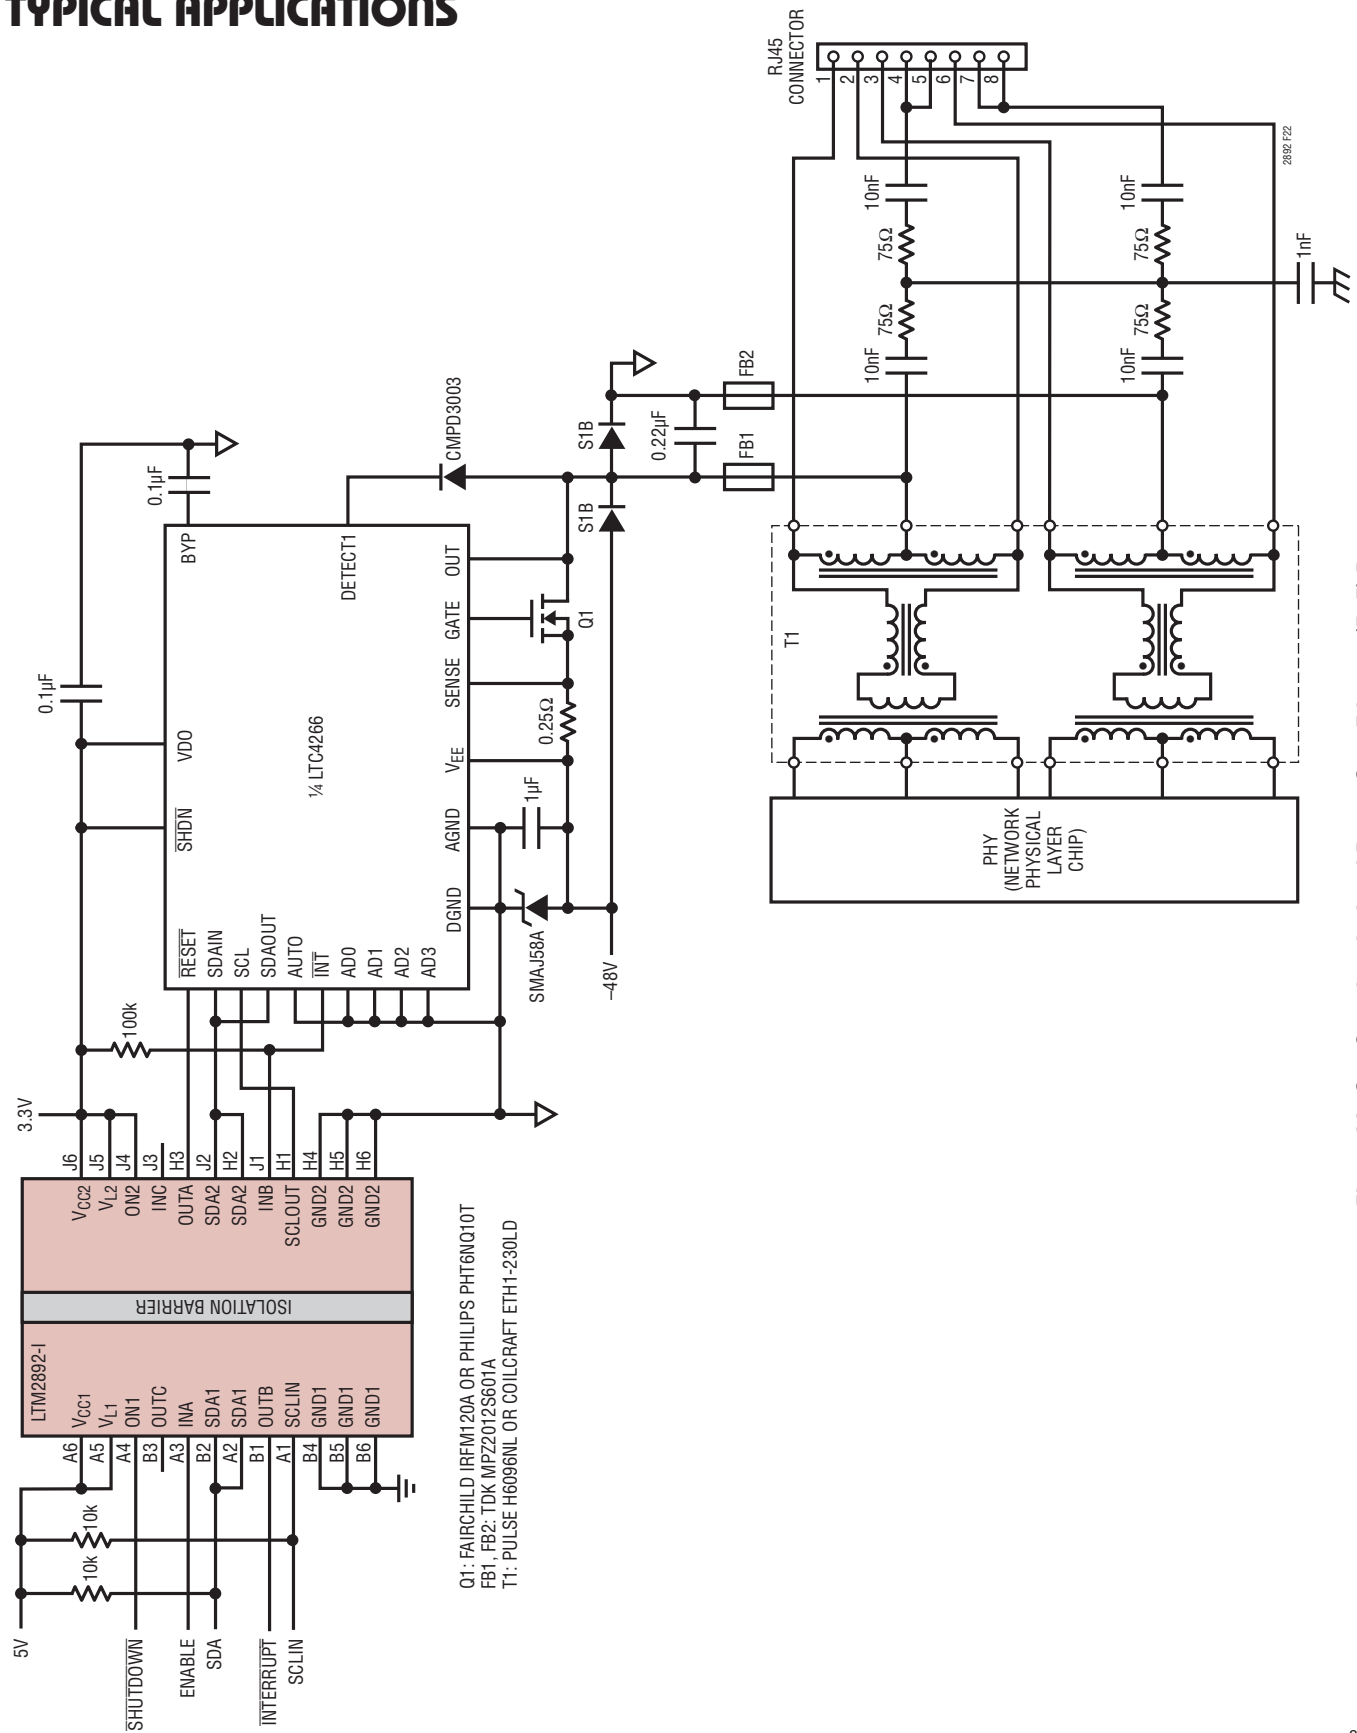 TYPICAL APPLICATIONS
5V
SHUTDOWN
ENABLE
SDA
INTERRUPT
SCLIN
10k
10k
A6
A5
A4
B3
A3
B2
A2
B1
A1
B4
B5
B6
LTM2892-I
VCC1
VL1
ON1
OUTC
INA
SDA1
SDA1
OUTB
SCLIN
GND1
GND1
GND1
ISOLATION BARRIER
VCC2
VL2
ON2
INC
OUTA
SDA2
SDA2
INB
SCLOUT
GND2
GND2
GND2
J6
J5
J4
J3
H3
J2
H2
J1
H1
H4
H5
H6
3.3V
100k
RESET
SDAIN
SCL
SDAOUT
AUTO
INT
AD0
AD1
AD2
AD3
SHDN
VDO
0.1µF
¼ LTC4266
BYP
0.1µF
DETECT1
DGND
AGND
VEE
SENSE
GATE
OUT
SMAJ58A
1µF
0.25Ω
Q1
CMPD3003
–48V
S1B
S1B
0.22µF
FB1
FB2
Q1: FAIRCHILD IRFM120A OR PHILIPS PHT6NQ10T
FB1, FB2: TDK MPZ2012S601A
T1: PULSE H6096NL OR COILCRAFT ETH1-230LD
PHY
(NETWORK
PHYSICAL
LAYER
CHIP)
T1
10nF
75Ω
75Ω
10nF
10nF
75Ω
75Ω
10nF
1nF
RJ45
CONNECTOR
1
2
3
4
5
6
7
8
2892 F22